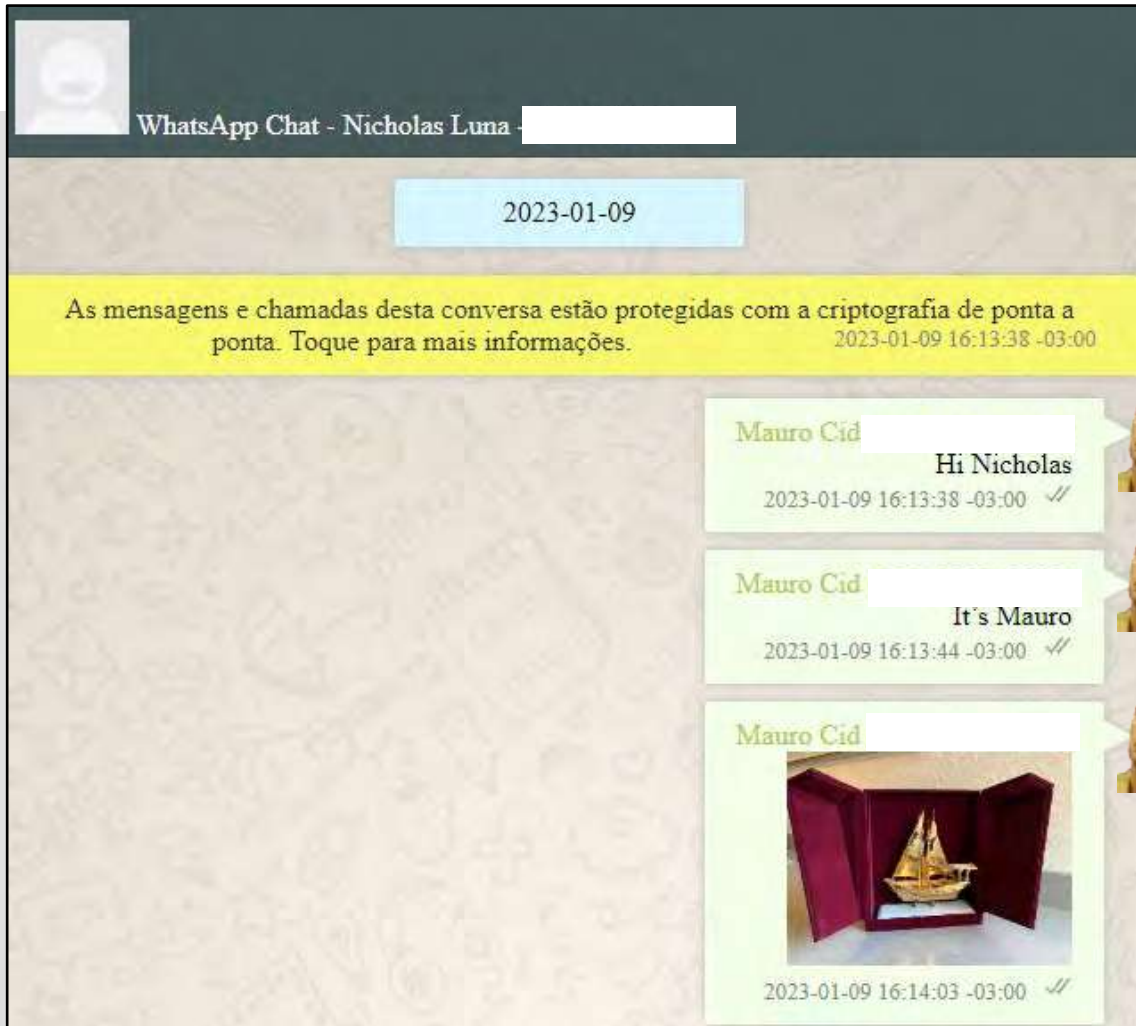 WhatsApp Chat - Nicholas Luna -
2023-01-09
As mensagens e chamadas desta conversa estão protegidas com a criptografia de ponta a
ponta. Toque para mais informações.
2023-01-09 16:13:38 -03:00
Mauro Cid
Hi Nicholas
2023-01-09 16:13:38 -03:00
Mauro Cid
It´s Mauro
2023-01-09 16:13:44 -03:00
Mauro Cid
2023-01-09 16:14:03 -03:00